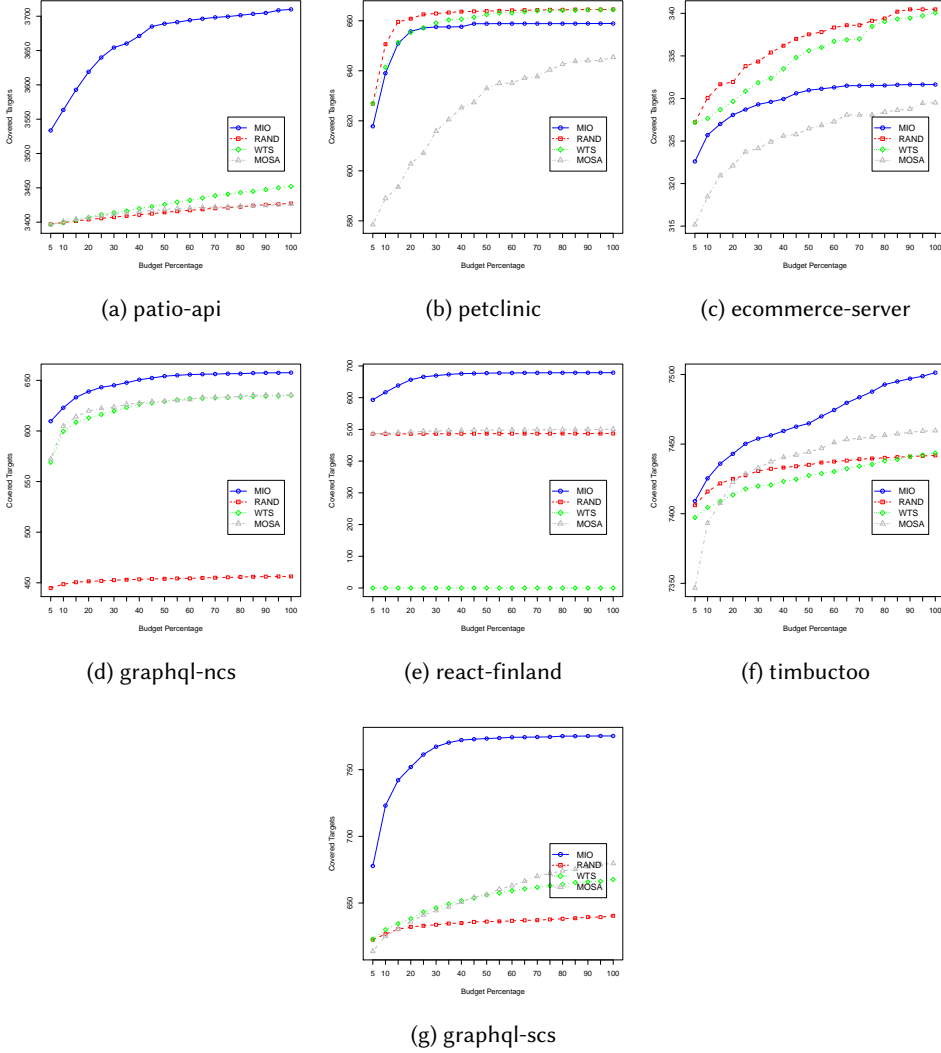 Covered Targets
3700
3650
3600
3550
3500
3450
3400
MIO
RAND
WTS
MOSA
5 10 20 30 40 50 60 70 80 90 100
Budget Percentage
(a) patio-api
Covered Targets
660
640
620
600
580
MIO
RAND
WTS
MOSA
5 10 20 30 40 50 60 70 80 90 100
Budget Percentage
(b) petclinic
Covered Targets
340
335
330
325
320
315
MIO
RAND
WTS
MOSA
5 10 20 30 40 50 60 70 80 90 100
Budget Percentage
(c) ecommerce-server
Covered Targets
650
600
550
500
450
MIO
RAND
WTS
MOSA
5 10 20 30 40 50 60 70 80 90 100
Budget Percentage
(d) graphql-ncs
Covered Targets
700
600
500
400
300
200
100
0
MIO
RAND
WTS
MOSA
5 10 20 30 40 50 60 70 80 90 100
Budget Percentage
(e) react-finland
Covered Targets
7500
7450
7400
7350
MIO
RAND
WTS
MOSA
5 10 20 30 40 50 60 70 80 90 100
Budget Percentage
(f) timbuctoo
Covered Targets
750
700
650
MIO
RAND
WTS
MOSA
5 10 20 30 40 50 60 70 80 90 100
Budget Percentage
(g) graphql-scs